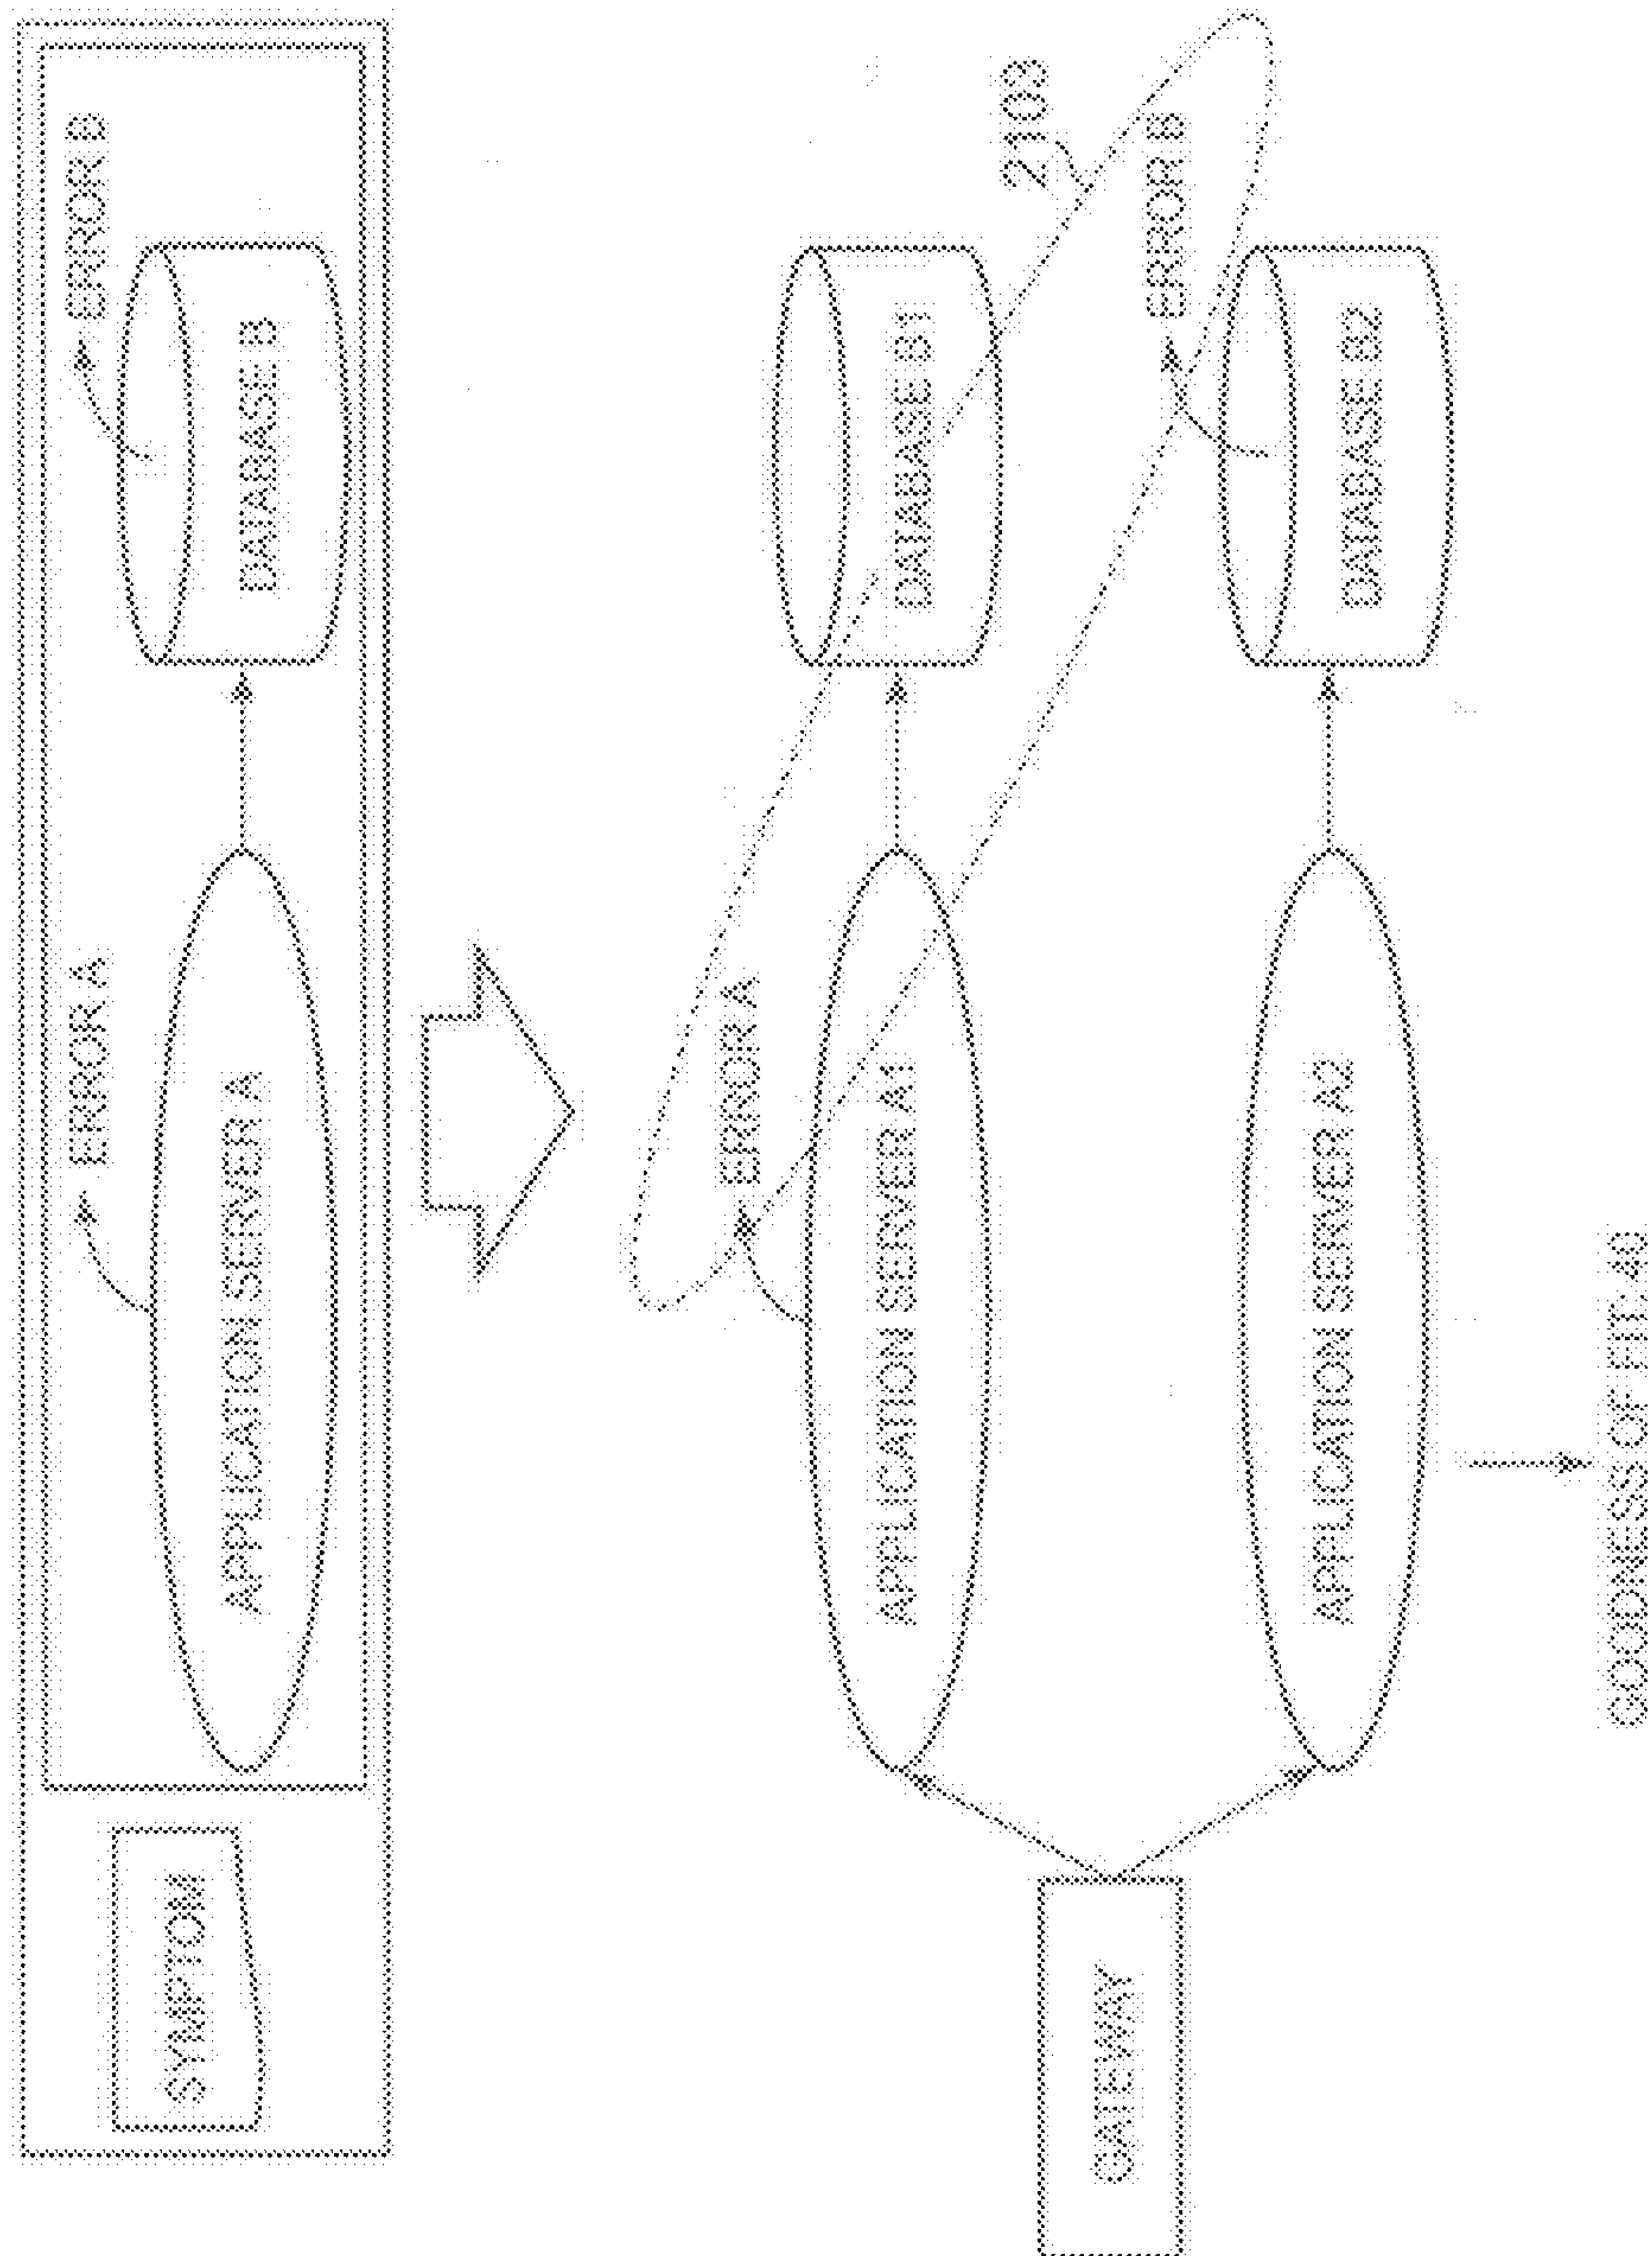 SYMPTOM
ERROR A
ERROR B
APPLICATION SERVER A
DATABASE B
ERROR A
APPLICATION SERVER A1
DATABASE B1
2103
ERROR B
GATEWAY
APPLICATION SERVER A2
DATABASE B2
GOODNESS OF FIT: 40